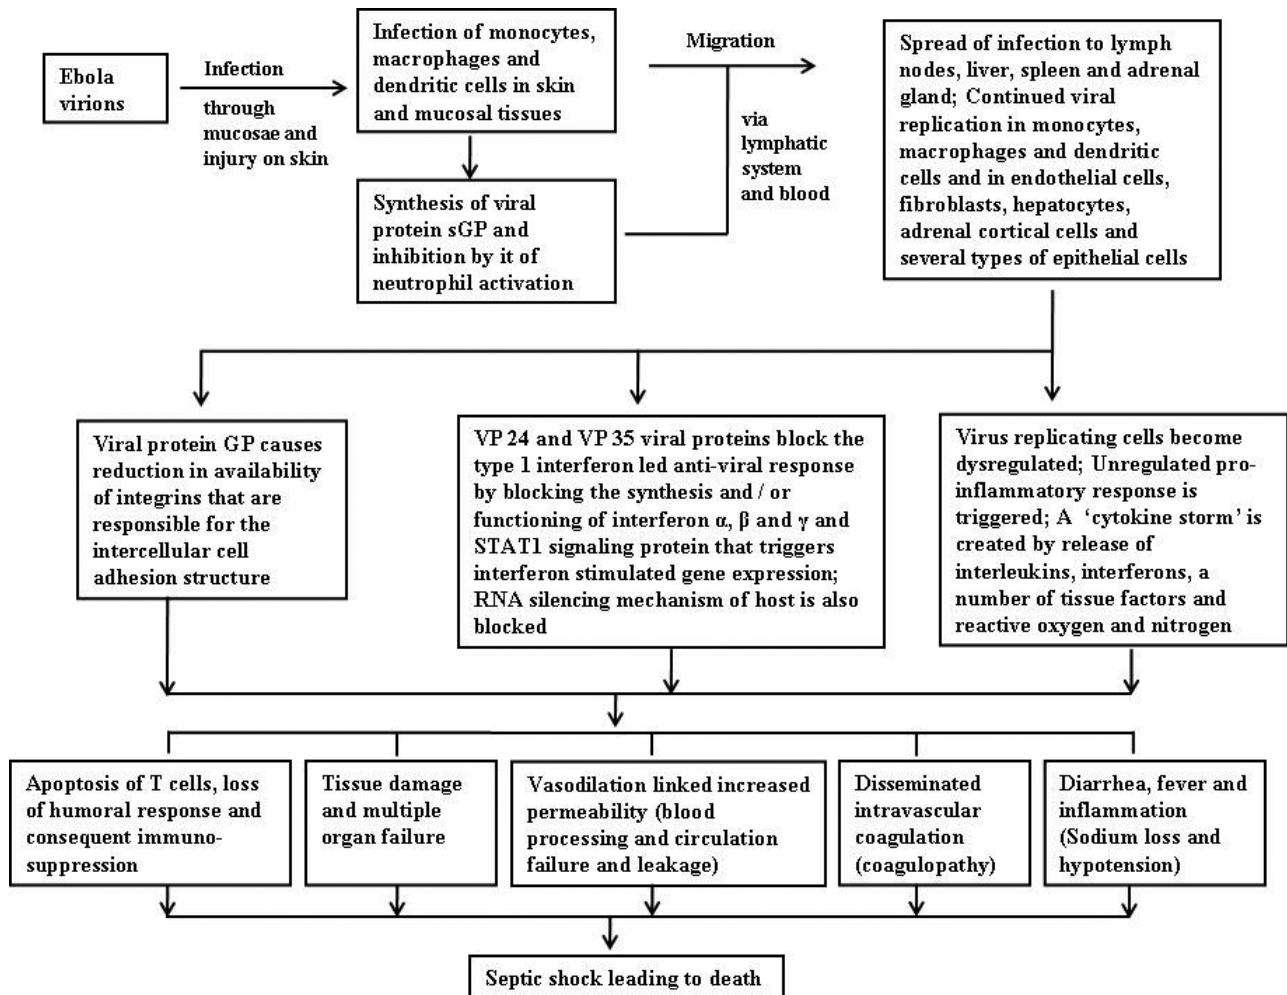 Ebola
virions
Infection
through
mucosae and
injury on skin
Infection of monocytes,
macrophages and
dendritic cells in skin
and mucosal tissues
Synthesis of viral
protein sGP and
inhibition by it of
neutrophil activation
Migration
via
lymphatic
system
and blood
Spread of infection to lymph
nodes, liver, spleen and adrenal
gland; Continued viral
replication in monocytes,
macrophages and dendritic
cells and in endothelial cells,
fibroblasts, hepatocytes,
adrenal cortical cells and
several types of epithelial cells
Viral protein GP causes
reduction in availability
of integrins that are
responsible for the
intercellular cell
adhesion structure
VP 24 and VP 35 viral proteins block the
type 1 interferon led anti-viral response
by blocking the synthesis and / or
functioning of interferon α, β and γ and
STAT1 signaling protein that triggers
interferon stimulated gene expression;
RNA silencing mechanism of host is also
blocked
Virus replicating cells become
dysregulated; Unregulated pro-
inflammatory response is
triggered; A ‘cytokine storm’ is
created by release of
interleukins, interferons, a
number of tissue factors and
reactive oxygen and nitrogen
Apoptosis of T cells, loss
of humoral response and
consequent immuno-
suppression
Tissue damage
and multiple
organ failure
Vasodilation linked increased
permeability (blood
processing and circulation
failure and leakage)
Disseminated
intravascular
coagulation
(coagulopathy)
Diarrhea, fever and
inflammation
(Sodium loss and
hypotension)
Septic shock leading to death